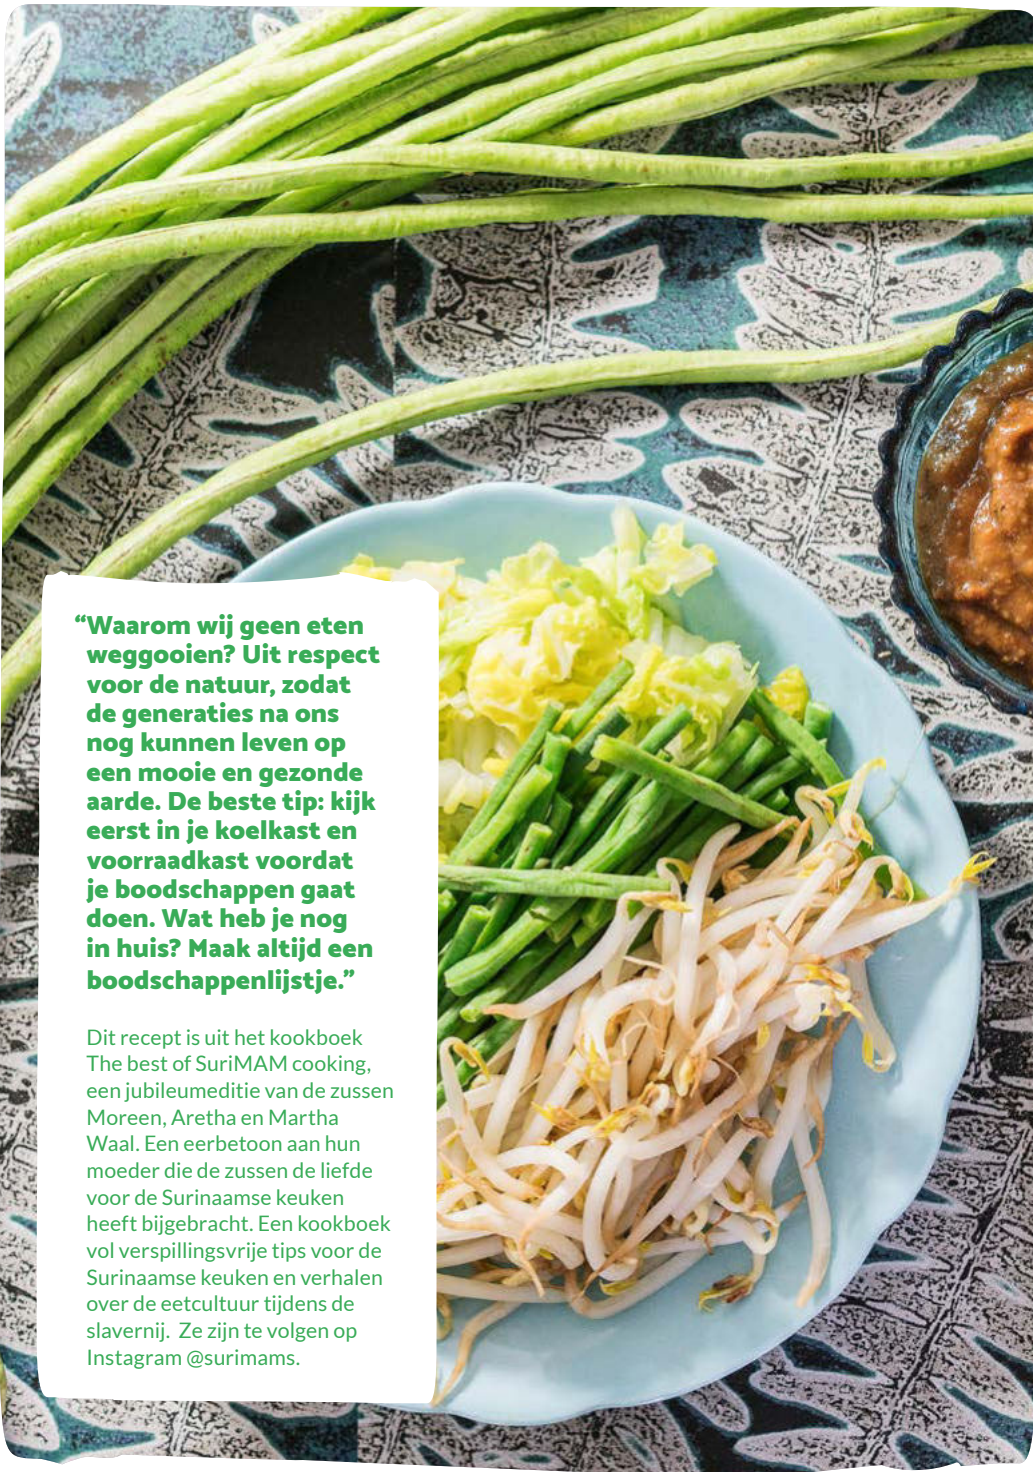 “Waarom wij geen eten
weggooien? Uit respect
voor de natuur, zodat
de generaties na ons
nog kunnen leven op
een mooie en gezonde
aarde. De beste tip: kijk
eerst in je koelkast en
voorraadkast voordat
je boodschappen gaat
doen. Wat heb je nog
in huis? Maak altijd een
boodschappenlijstje.”
Dit recept is uit het kookboek
The best of SuriMAM cooking,
een jubileumeditie van de zussen
Moreen, Aretha en Martha
Waal. Een eerbetoon aan hun
moeder die de zussen de liefde
voor de Surinaamse keuken
heeft bijgebracht. Een kookboek
vol verspillingsvrije tips voor de
Surinaamse keuken en verhalen
over de eetcultuur tijdens de
slavernij.  Ze zijn te volgen op
Instagram @surimams.